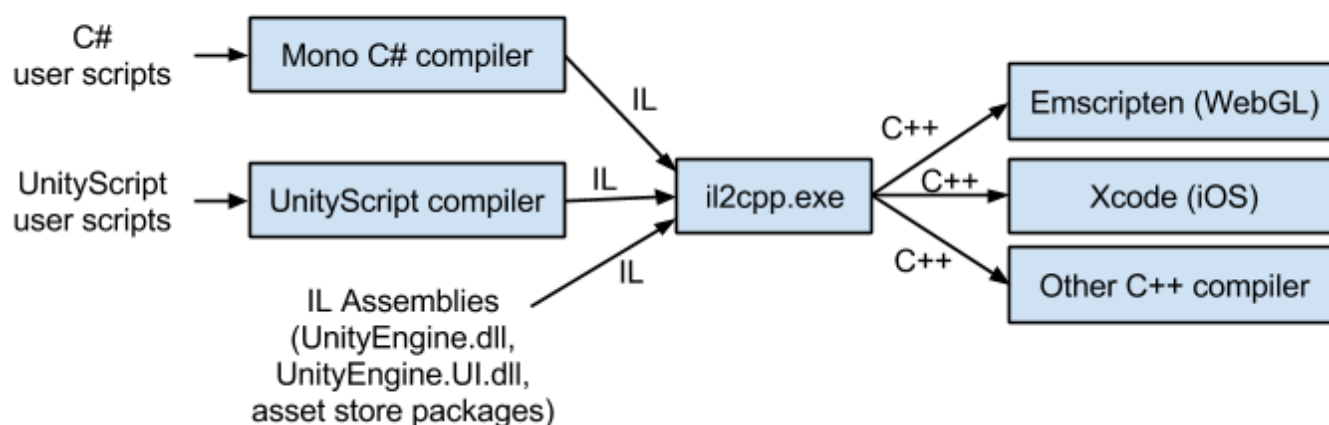 C#
user scripts
Mono C# compiler
IL
UnityScript
user scripts
UnityScript compiler
IL
IL Assemblies
(UnityEngine.dll,
UnityEngine.UI.dll,
asset store packages)
IL
il2cpp.exe
C++
Emscripten (WebGL)
C++
Xcode (iOS)
C++
Other C++ compiler